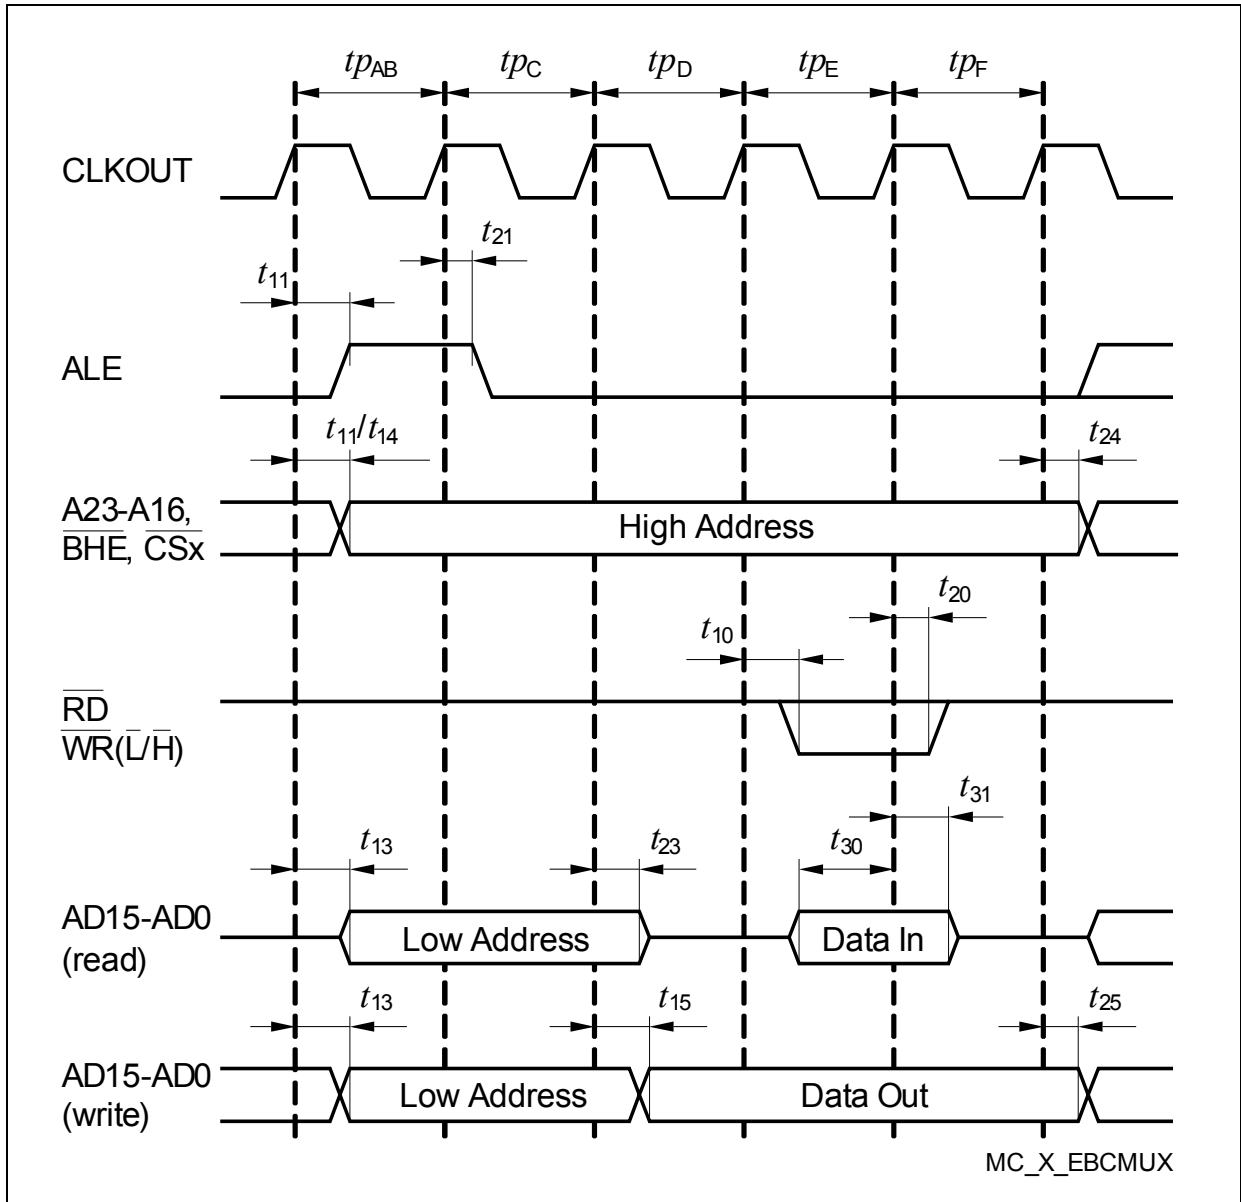 tpAB tpC tpD tpE tpF
CLKOUT
t21
t11
ALE
t11/t14 t24
A23-A16,
BHE, CSx
High Address
t20
t10
RD
WR(L/H)
t31
t13 t23 t30
AD15-AD0
(read)
Low Address Data In
t13 t15 t25
AD15-AD0
(write)
Low Address Data Out
MC_X_EBCMUX